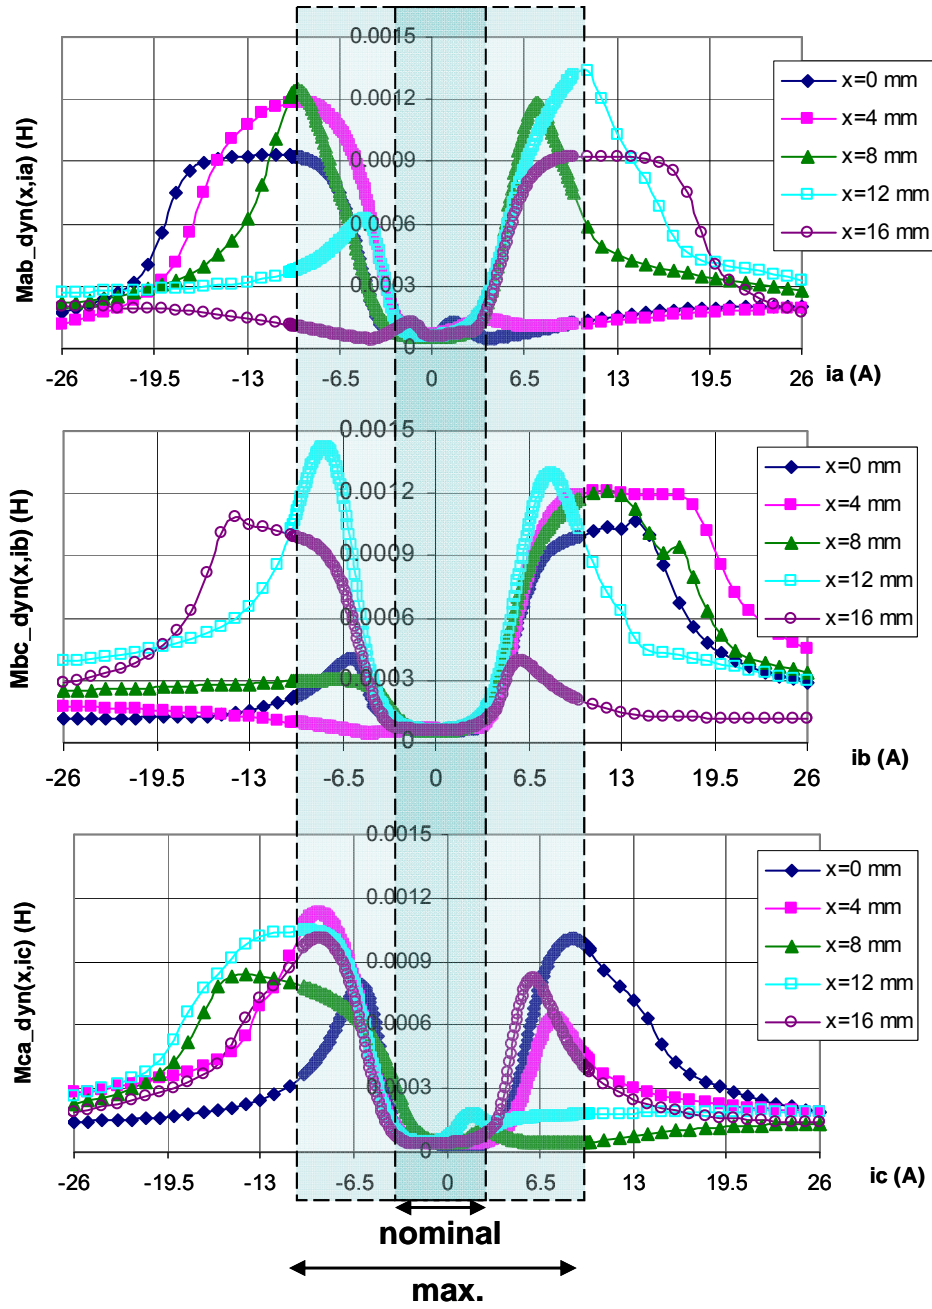 Mab_dyn(x,ia) (H)
0.0015
0.0012
0.0009
0.0006
0.0003
0
-26 -19.5 -13 -6.5 0 6.5 13 19.5 26
ia (A)
x=0 mm
x=4 mm
x=8 mm
x=12 mm
x=16 mm
Mbc_dyn(x,ib) (H)
0.0015
0.0012
0.0009
0.0006
0.0003
0
-26 -19.5 -13 -6.5 0 6.5 13 19.5 26
ib (A)
x=0 mm
x=4 mm
x=8 mm
x=12 mm
x=16 mm
Mca_dyn(x,ic) (H)
0.0015
0.0012
0.0009
0.0006
0.0003
0
-26 -19.5 -13 -6.5 0 6.5 13 19.5 26
ic (A)
x=0 mm
x=4 mm
x=8 mm
x=12 mm
x=16 mm
nominal
max.